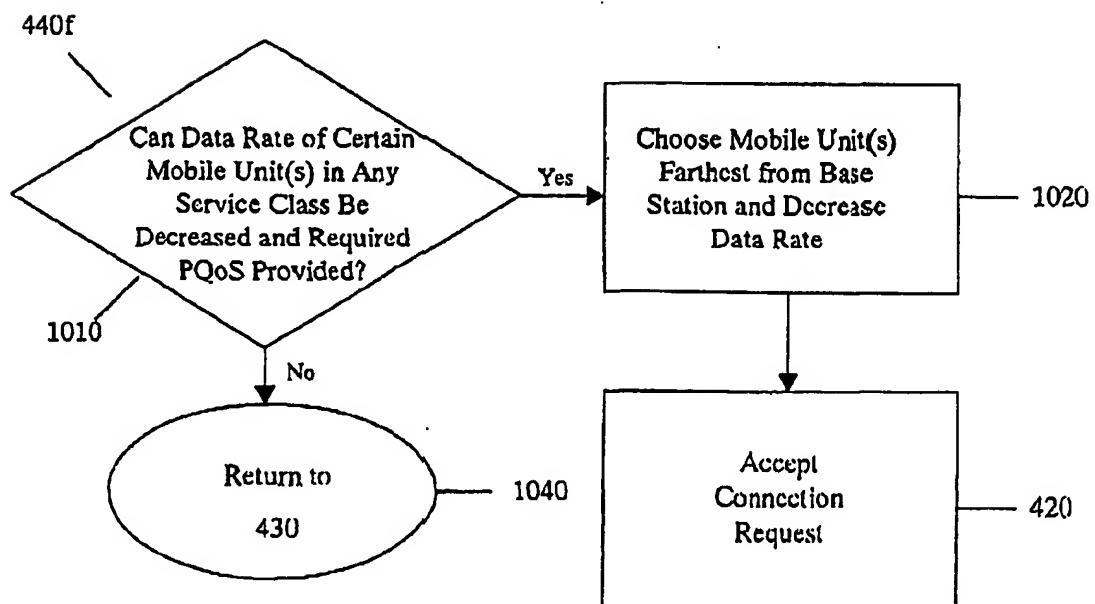 440f
Can Data Rate of Certain
Mobile Unit(s) in Any
Service Class Be
Decreased and Required
PQoS Provided?
1010
Yes
Choose Mobile Unit(s)
Farthest from Base
Station and Decrease
Data Rate
1020
No
Return to
430
1040
Accept
Connection
Request
420